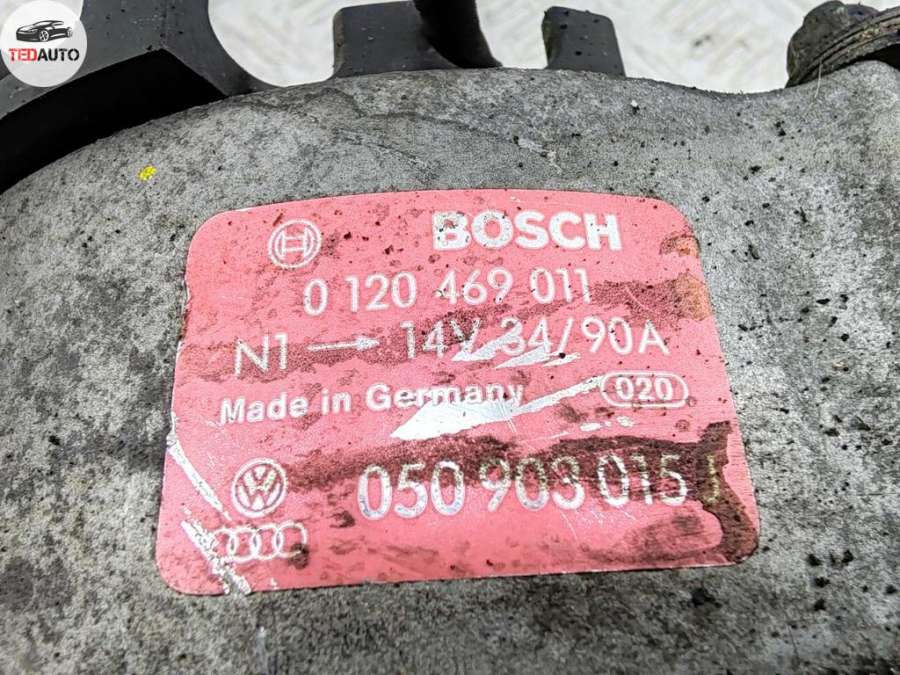 TEDAUTO
BOSCH
0 120 469 011
N1 → 14V 34/90A
Made in Germany 020
050 903 015 J